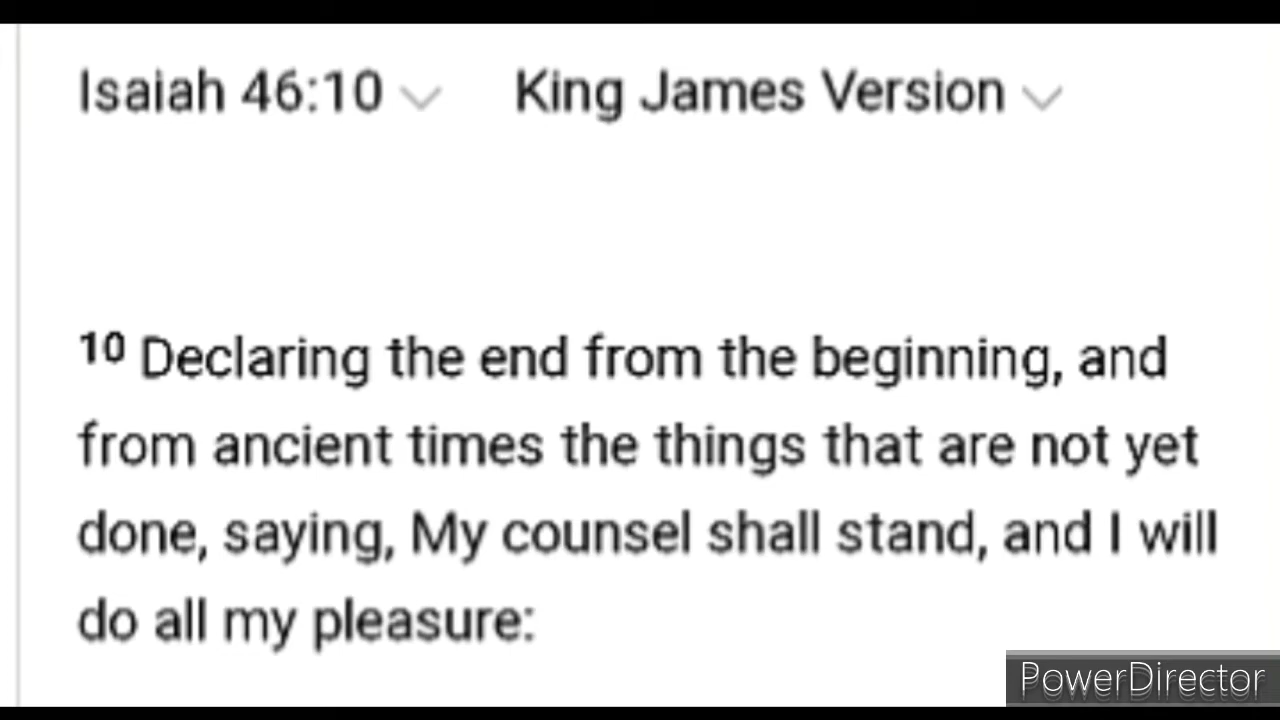 Isaiah 46:10 King James Version
10 Declaring the end from the beginning, and
from ancient times the things that are not yet
done, saying, My counsel shall stand, and I will
do all my pleasure:
PowerDirector